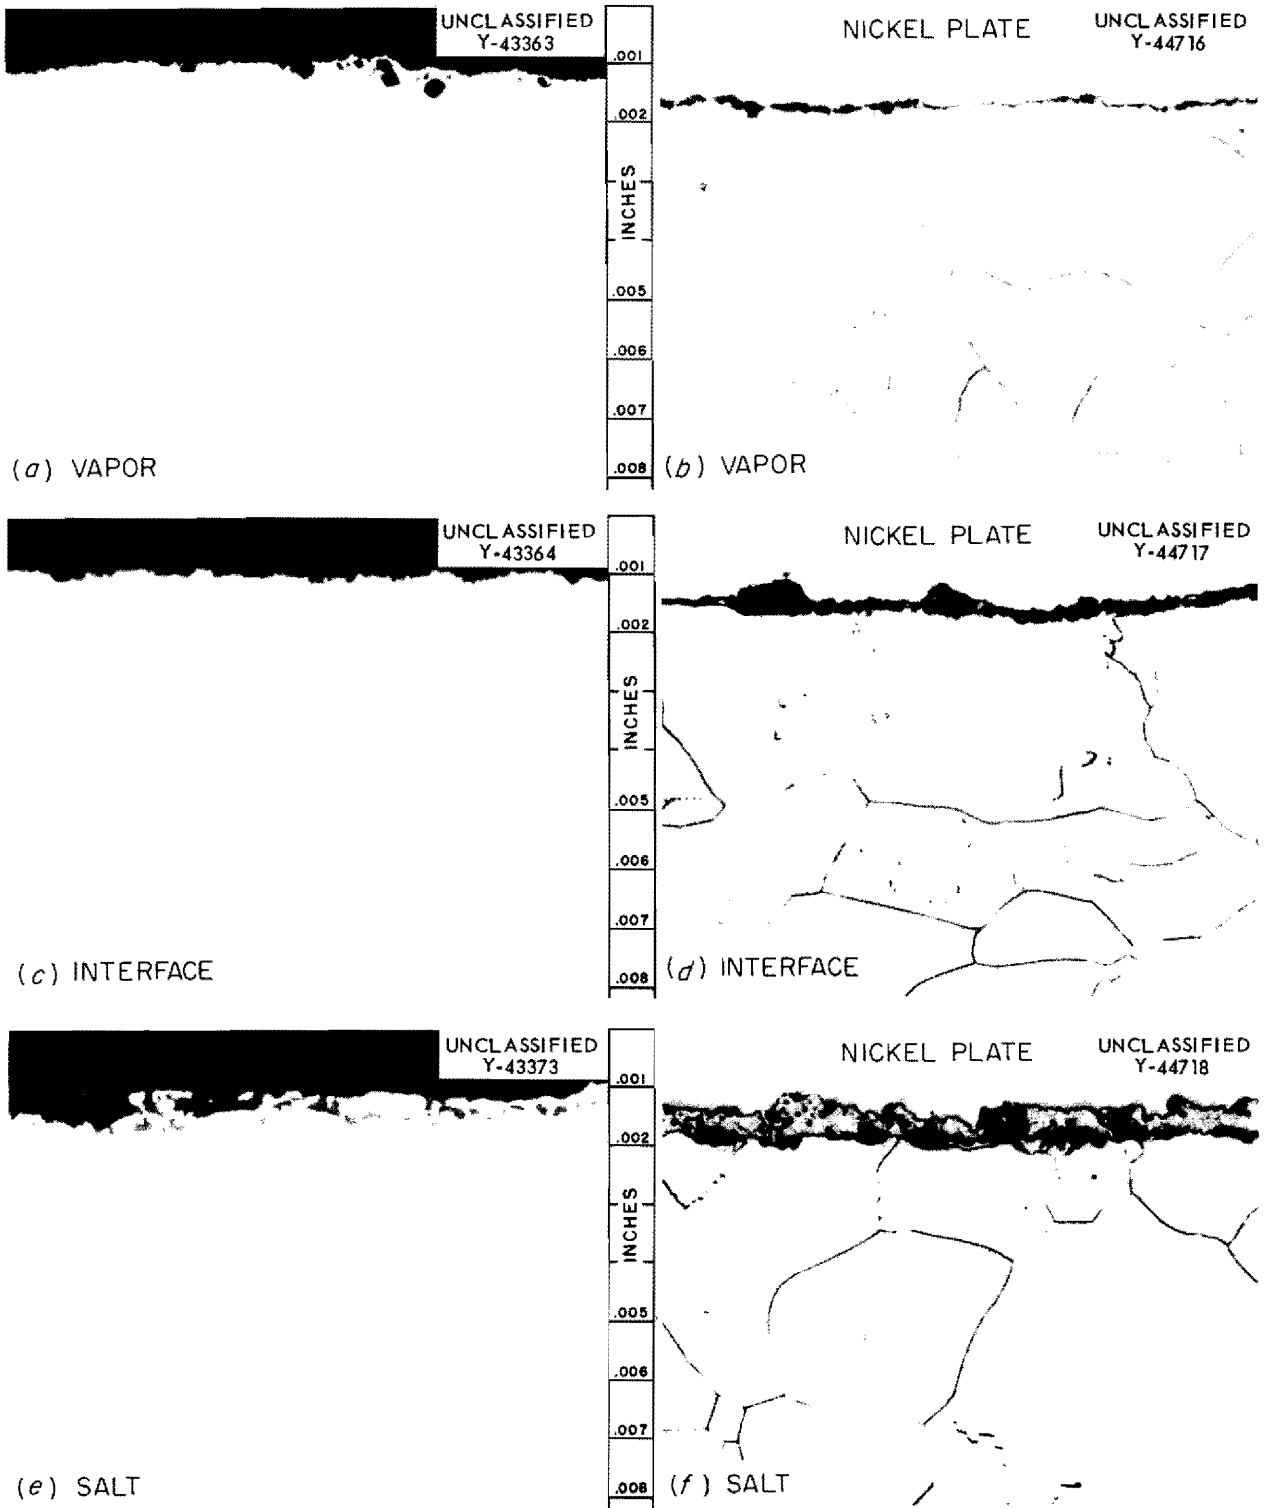 UNCLASSIFIED
Y-43363
.001
.002
INCHES
.005
.006
.007
.008
(a) VAPOR
NICKEL PLATE
UNCLASSIFIED
Y-44716
(b) VAPOR
UNCLASSIFIED
Y-43364
.001
.002
INCHES
.005
.006
.007
.008
(c) INTERFACE
NICKEL PLATE
UNCLASSIFIED
Y-44717
(d) INTERFACE
UNCLASSIFIED
Y-43373
.001
.002
INCHES
.005
.006
.007
.008
(e) SALT
NICKEL PLATE
UNCLASSIFIED
Y-44718
(f) SALT